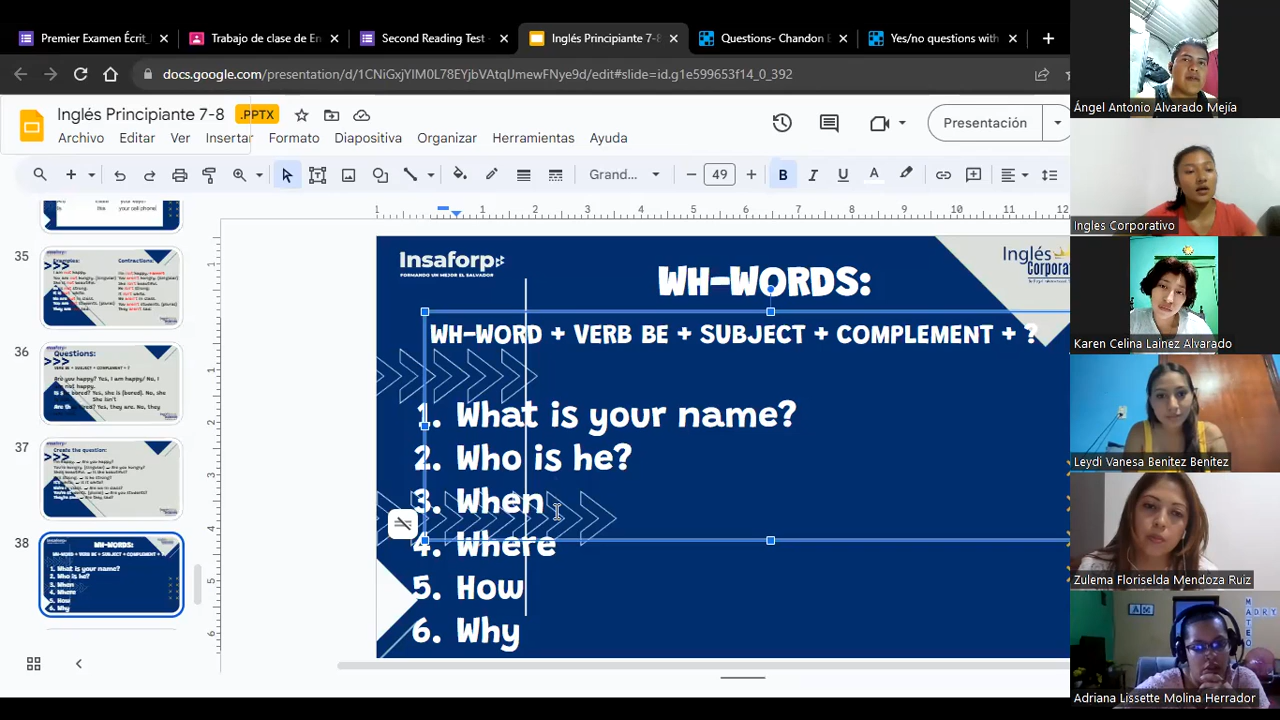 Premier Examen Écrit_
Trabajo de clase de En
Second Reading Test -
Inglés Principiante 7-8
Questions- Chandon E
Yes/no questions with
docs.google.com/presentation/d/1CNiGxjYIM0L78EYjbVAtqlJmewFNye9d/edit#slide=id.g1e599653f14_0_392
Inglés Principiante 7-8 .PPTX
Archivo Editar Ver Insertar Formato Diapositiva Organizar Herramientas Ayuda
Presentación
Grand... 49
35
36
Questions:
37
Create the question:
38
WH-WORDS:
Insaforp
FORMANDO UN MEJOR EL SALVADOR
Inglés
Corpora
WH-WORDS:
WH-WORD + VERB BE + SUBJECT + COMPLEMENT + ?
1. What is your name?
2. Who is he?
3. When
4. Where
5. How
6. Why
Ángel Antonio Alvarado Mejía
Ingles Corporativo
Karen Celina Laínez Alvarado
Leydi Vanesa Benitez Benitez
Zulema Floriselda Mendoza Ruiz
Adriana Lissette Molina Herrador